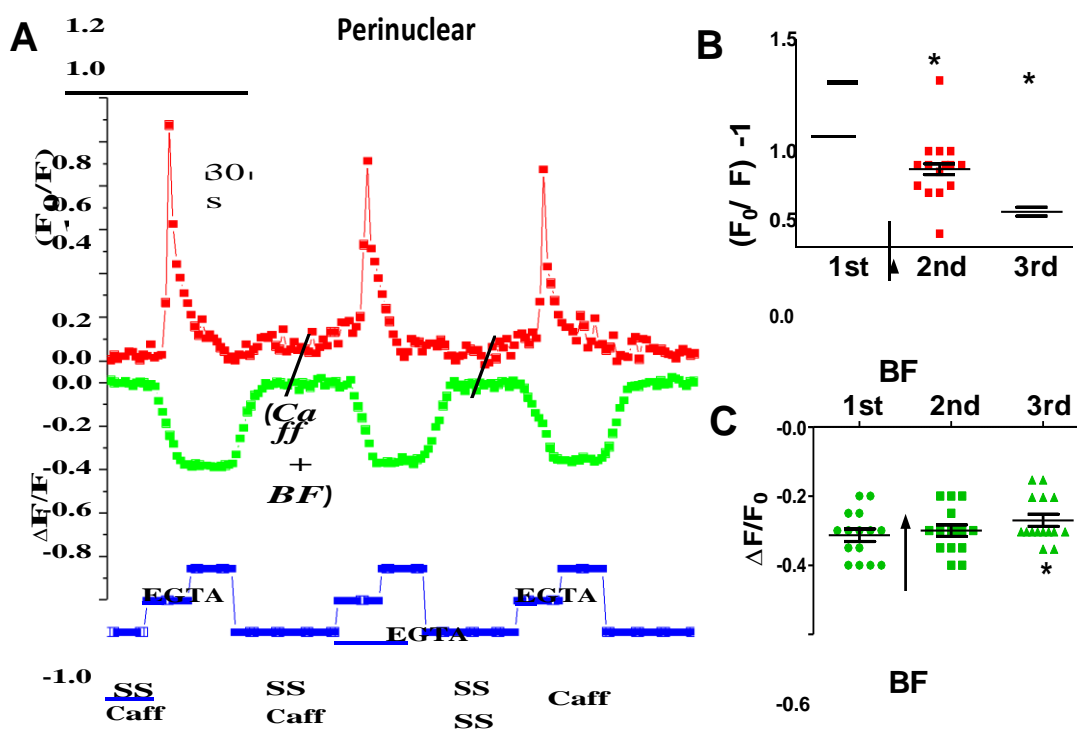 A
Perinuclear
1.2
1.0
0.8
0.6
0.4
0.2
0.0
(F0/F)
30
s
0.0
-0.2
-0.4
-0.8
-1.0
ΔF/F
(Ca
ff
+
BF)
EGTA
EGTA
EGTA
SS
Caff
SS
Caff
SS
SS
Caff
B
1.5
1.0
0.5
0.0
(F0/ F) -1
*
*
1st
2nd
3rd
BF
C
1st
2nd
3rd
-0.0
-0.2
-0.4
-0.6
ΔF/F0
*
BF